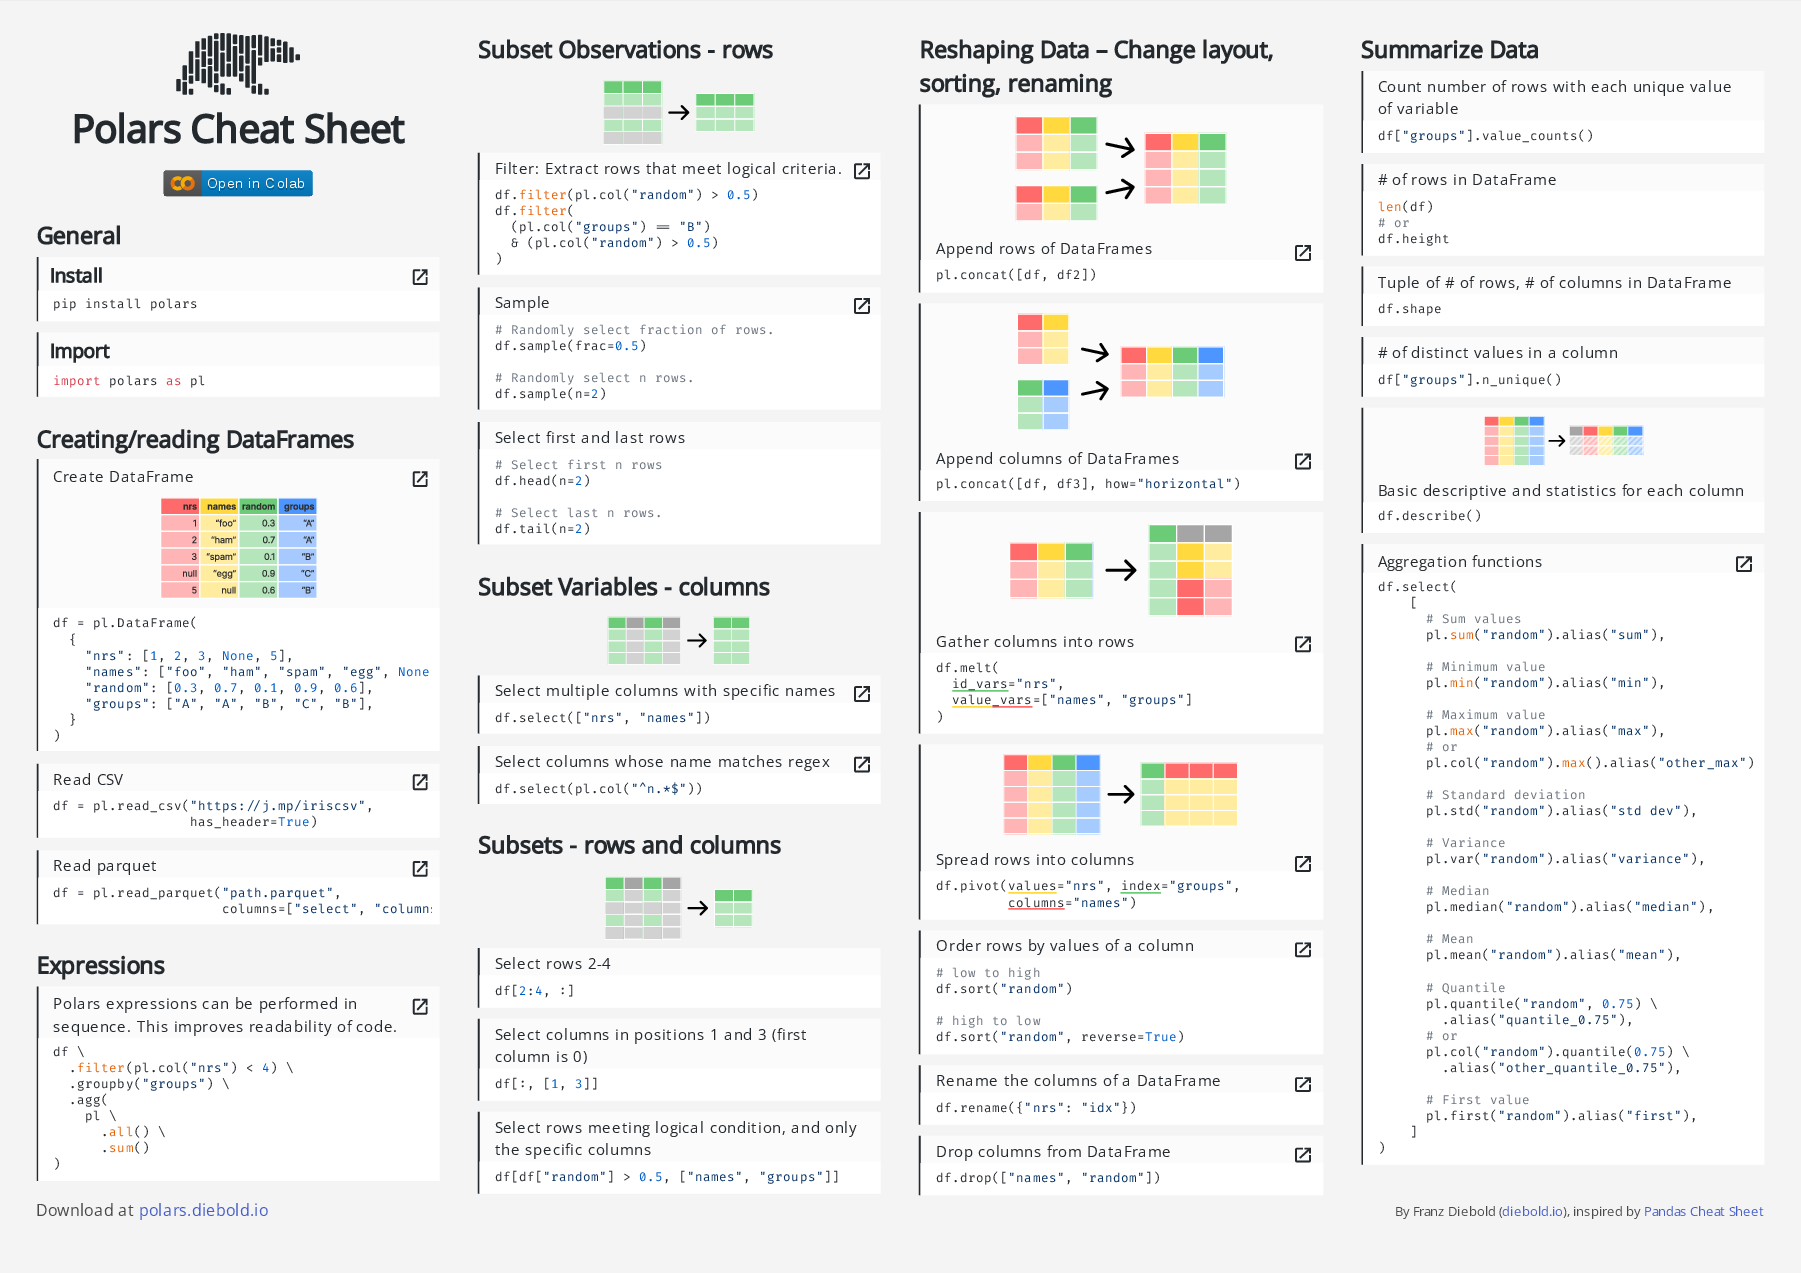 Polars Cheat Sheet
Open in Colab
General
Install
pip install polars
Import
import polars as pl
Creating/reading DataFrames
Create DataFrame
nrs names random groups
1 "foo" 0.3 "A"
2 "ham" 0.7 "A"
3 "spam" 0.1 "B"
null "egg" 0.9 "C"
5 null 0.6 "B"
df = pl.DataFrame(
  {
    "nrs": [1, 2, 3, None, 5],
    "names": ["foo", "ham", "spam", "egg", None
    "random": [0.3, 0.7, 0.1, 0.9, 0.6],
    "groups": ["A", "A", "B", "C", "B"],
  }
)
Read CSV
df = pl.read_csv("https://j.mp/iriscsv",
                 has_header=True)
Read parquet
df = pl.read_parquet("path.parquet",
                     columns=["select", "column
Expressions
Polars expressions can be performed in
sequence. This improves readability of code.
df \
  .filter(pl.col("nrs") < 4) \
  .groupby("groups") \
  .agg(
    pl \
      .all() \
      .sum()
)
Download at polars.diebold.io
Subset Observations - rows
Filter: Extract rows that meet logical criteria.
df.filter(pl.col("random") > 0.5)
df.filter(
  (pl.col("groups") == "B")
  & (pl.col("random") > 0.5)
)
Sample
# Randomly select fraction of rows.
df.sample(frac=0.5)
# Randomly select n rows.
df.sample(n=2)
Select first and last rows
# Select first n rows
df.head(n=2)
# Select last n rows.
df.tail(n=2)
Subset Variables - columns
Select multiple columns with specific names
df.select(["nrs", "names"])
Select columns whose name matches regex
df.select(pl.col("^n.*$"))
Subsets - rows and columns
Select rows 2-4
df[2:4, :]
Select columns in positions 1 and 3 (first
column is 0)
df[:, [1, 3]]
Select rows meeting logical condition, and only
the specific columns
df[df["random"] > 0.5, ["names", "groups"]]
Reshaping Data – Change layout,
sorting, renaming
Append rows of DataFrames
pl.concat([df, df2])
Append columns of DataFrames
pl.concat([df, df3], how="horizontal")
Gather columns into rows
df.melt(
  id_vars="nrs",
  value_vars=["names", "groups"]
)
Spread rows into columns
df.pivot(values="nrs", index="groups",
         columns="names")
Order rows by values of a column
# low to high
df.sort("random")
# high to low
df.sort("random", reverse=True)
Rename the columns of a DataFrame
df.rename({"nrs": "idx"})
Drop columns from DataFrame
df.drop(["names", "random"])
Summarize Data
Count number of rows with each unique value
of variable
df["groups"].value_counts()
# of rows in DataFrame
len(df)
# or
df.height
Tuple of # of rows, # of columns in DataFrame
df.shape
# of distinct values in a column
df["groups"].n_unique()
Basic descriptive and statistics for each column
df.describe()
Aggregation functions
df.select(
    [
      # Sum values
      pl.sum("random").alias("sum"),
      # Minimum value
      pl.min("random").alias("min"),
      # Maximum value
      pl.max("random").alias("max"),
      # or
      pl.col("random").max().alias("other_max")
      # Standard deviation
      pl.std("random").alias("std dev"),
      # Variance
      pl.var("random").alias("variance"),
      # Median
      pl.median("random").alias("median"),
      # Mean
      pl.mean("random").alias("mean"),
      # Quantile
      pl.quantile("random", 0.75) \
        .alias("quantile_0.75"),
      # or
      pl.col("random").quantile(0.75) \
        .alias("other_quantile_0.75"),
      # First value
      pl.first("random").alias("first"),
    ]
)
By Franz Diebold (diebold.io), inspired by Pandas Cheat Sheet